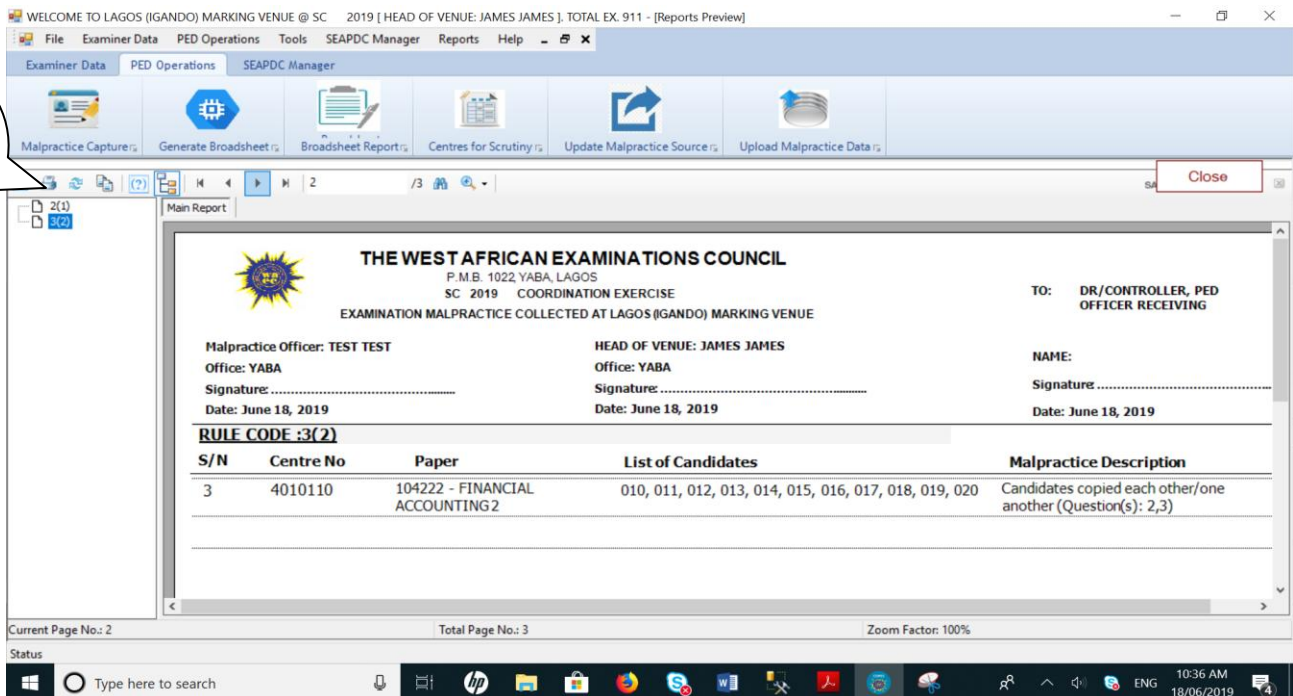 WELCOME TO LAGOS (IGANDO) MARKING VENUE @ SC 2019 [ HEAD OF VENUE: JAMES JAMES ]. TOTAL EX. 911 - [Reports Preview]
File Examiner Data PED Operations Tools SEAPDC Manager Reports Help
Examiner Data PED Operations SEAPDC Manager
Malpractice Capture Generate Broadsheet Broadsheet Report Centres for Scrutiny Update Malpractice Source Upload Malpractice Data
2 /3 Close
2(1) Main Report
3(2)
THE WEST AFRICAN EXAMINATIONS COUNCIL
P.M.B. 1022, YABA, LAGOS
SC 2019 COORDINATION EXERCISE
EXAMINATION MALPRACTICE COLLECTED AT LAGOS (IGANDO) MARKING VENUE
TO: DR/CONTROLLER, PED
OFFICER RECEIVING
Malpractice Officer: TEST TEST HEAD OF VENUE: JAMES JAMES NAME:
Office: YABA Office: YABA
Signature: .................................................. Signature: .................................................. Signature ..................................................
Date: June 18, 2019 Date: June 18, 2019 Date: June 18, 2019
RULE CODE :3(2)
S/N Centre No Paper List of Candidates Malpractice Description
3 4010110 104222 - FINANCIAL 010, 011, 012, 013, 014, 015, 016, 017, 018, 019, 020 Candidates copied each other/one
ACCOUNTING 2 another (Question(s): 2,3)
Current Page No.: 2 Total Page No.: 3 Zoom Factor: 100%
Status
Type here to search ENG 10:36 AM
18/06/2019 4